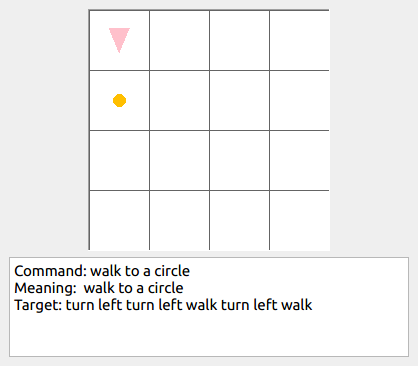 Command: walk to a circle
Meaning:  walk to a circle
Target: turn left turn left walk turn left walk